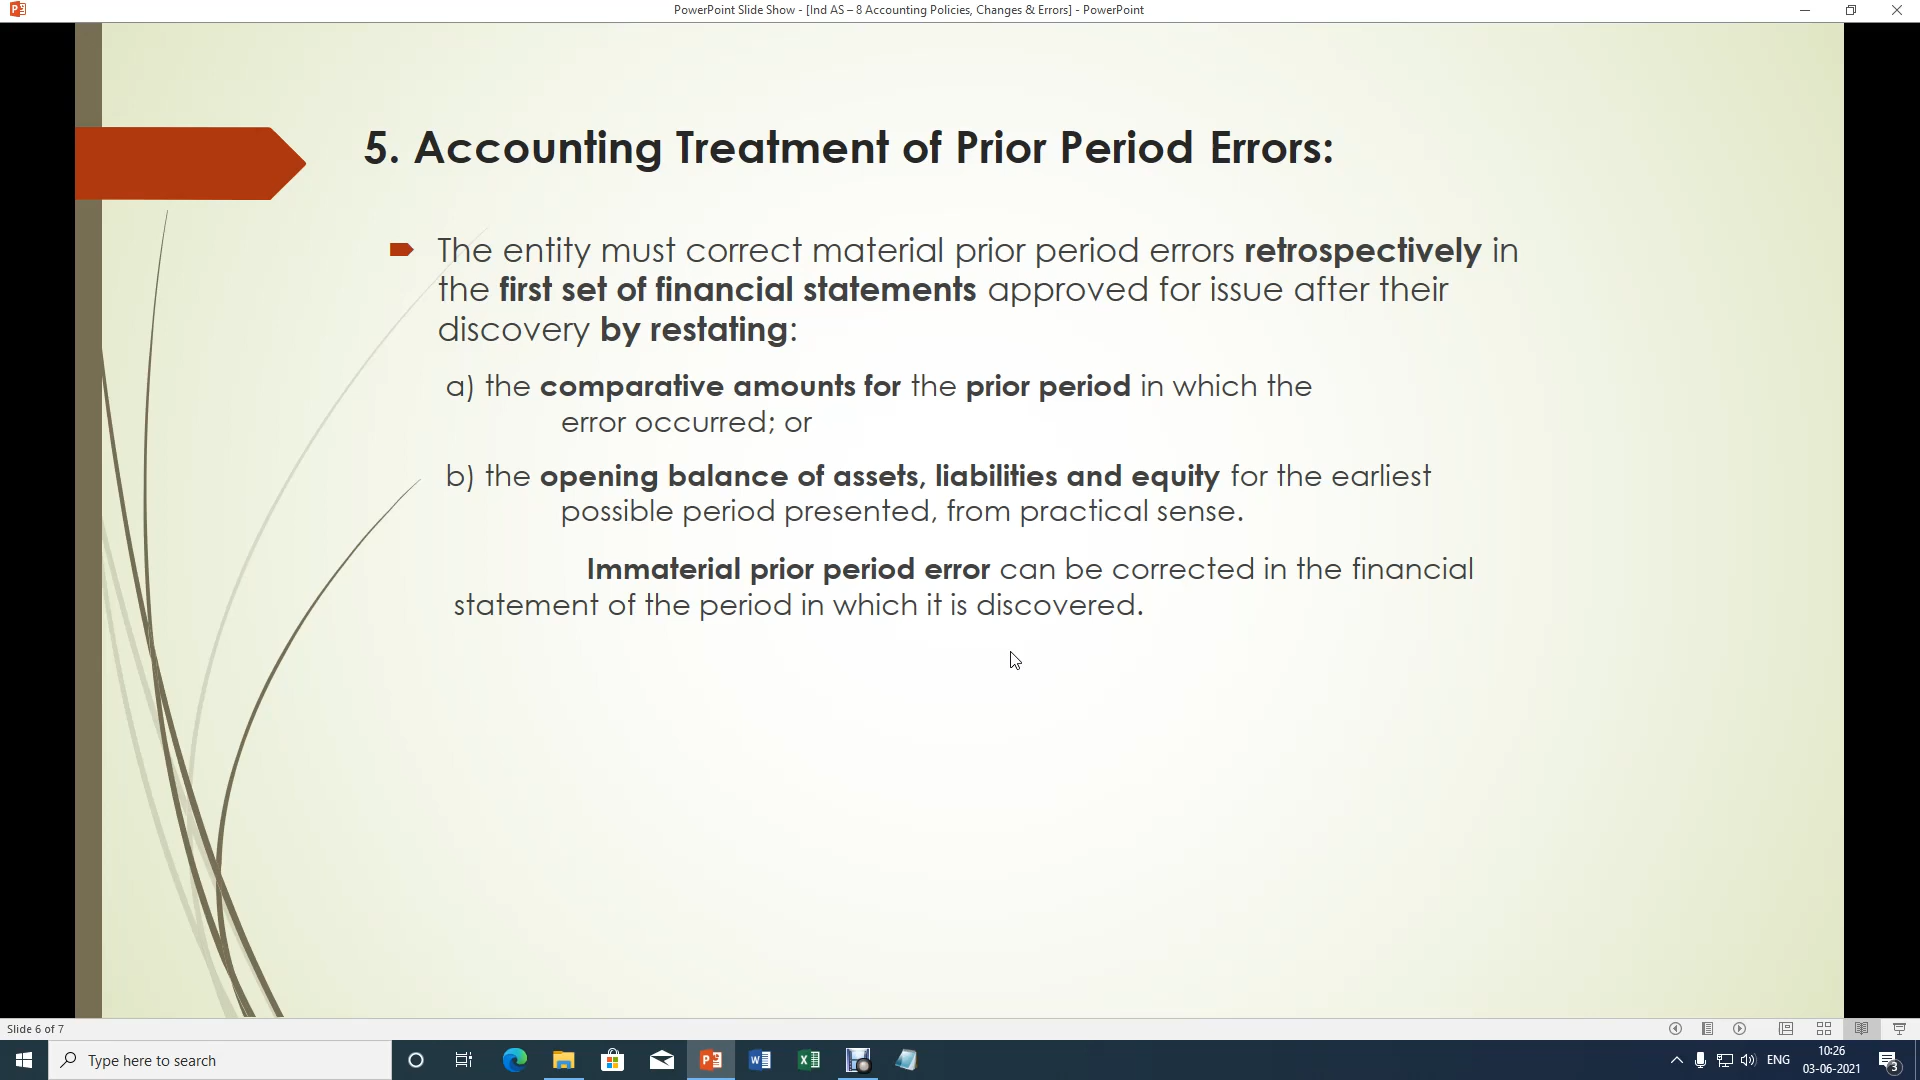 PowerPoint Slide Show - [Ind AS – 8 Accounting Policies, Changes & Errors] - PowerPoint
5. Accounting Treatment of Prior Period Errors:
The entity must correct material prior period errors retrospectively in
the first set of financial statements approved for issue after their
discovery by restating:
a) the comparative amounts for the prior period in which the
error occurred; or
b) the opening balance of assets, liabilities and equity for the earliest
possible period presented, from practical sense.
Immaterial prior period error can be corrected in the financial
statement of the period in which it is discovered.
Slide 6 of 7
Type here to search
ENG
10:26
03-06-2021
3